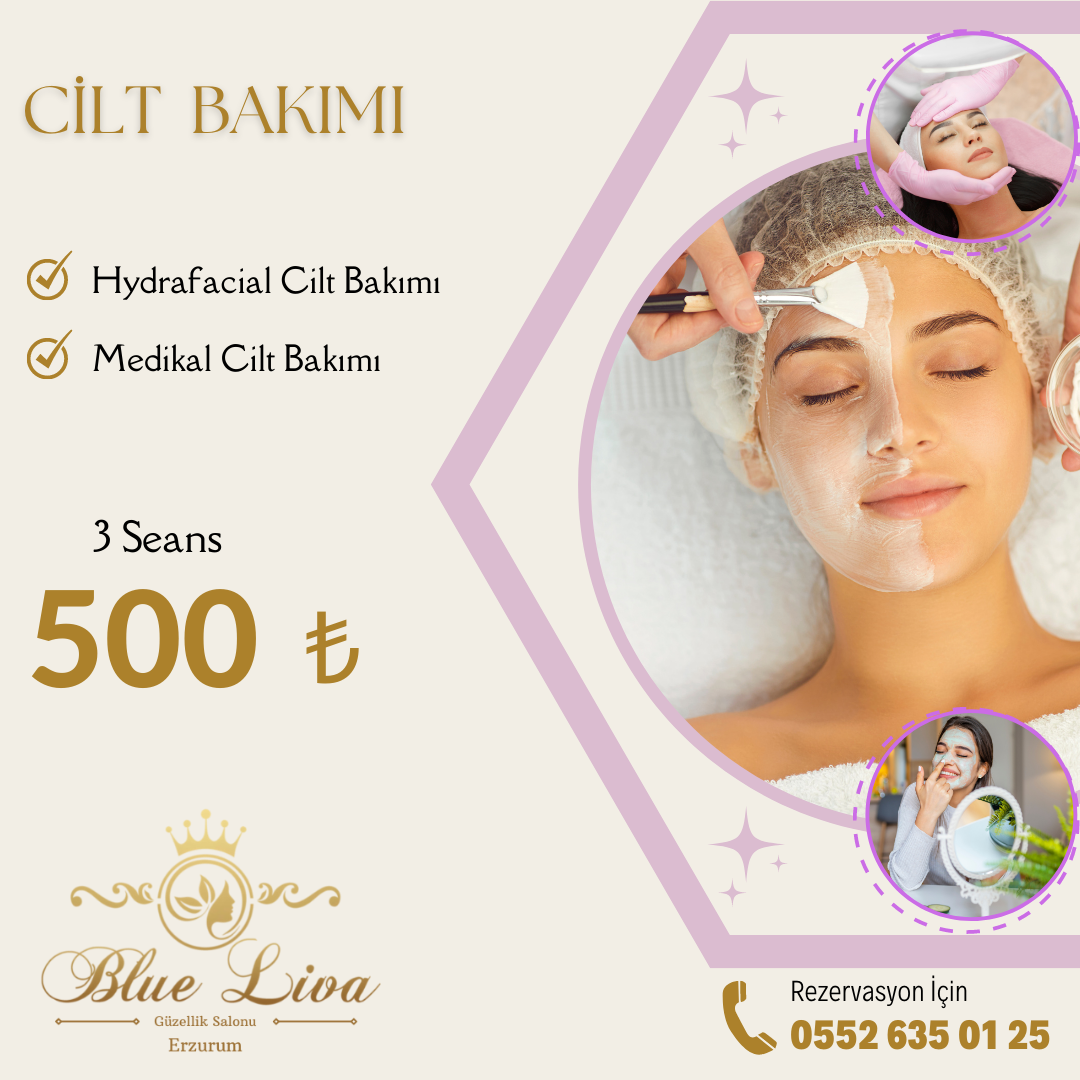 CİLT BAKIMI
Hydrafacial Cilt Bakımı
Medikal Cilt Bakımı
3 Seans
500 ₺
Blue Liva
Güzellik Salonu
Erzurum
Rezervasyon İçin
0552 635 01 25